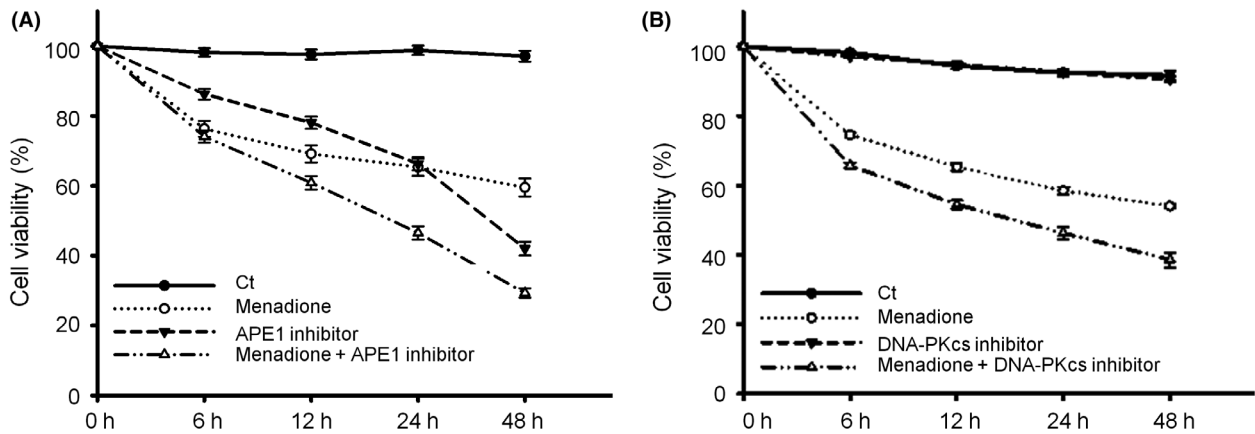 (A)
Cell viability (%)
100
80
60
40
20
0
0 h 6 h 12 h 24 h 48 h
Ct
Menadione
APE1 inhibitor
Menadione + APE1 inhibitor
(B)
Cell viability (%)
100
80
60
40
20
0
0 h 6 h 12 h 24 h 48 h
Ct
Menadione
DNA-PKcs inhibitor
Menadione + DNA-PKcs inhibitor